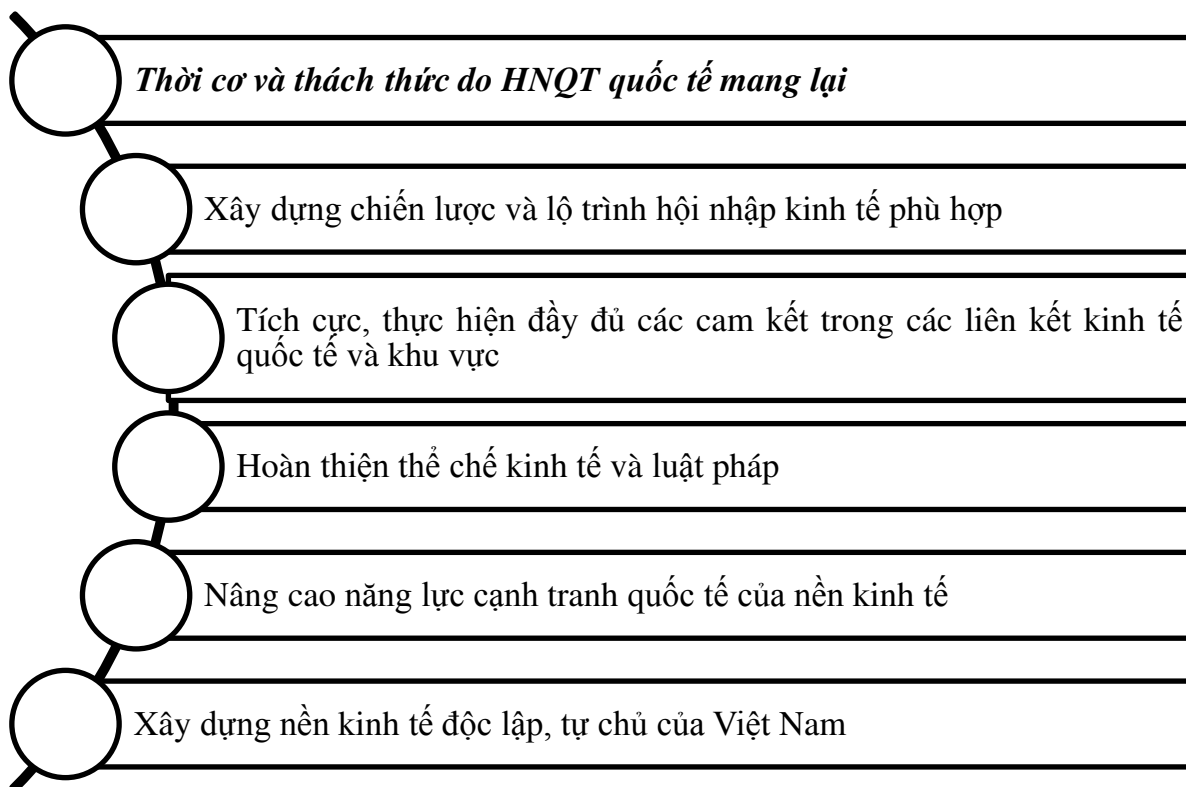 Thời cơ và thách thức do HNQT quốc tế mang lại
Xây dựng chiến lược và lộ trình hội nhập kinh tế phù hợp
Tích cực, thực hiện đầy đủ các cam kết trong các liên kết kinh tế
quốc tế và khu vực
Hoàn thiện thể chế kinh tế và luật pháp
Nâng cao năng lực cạnh tranh quốc tế của nền kinh tế
Xây dựng nền kinh tế độc lập, tự chủ của Việt Nam